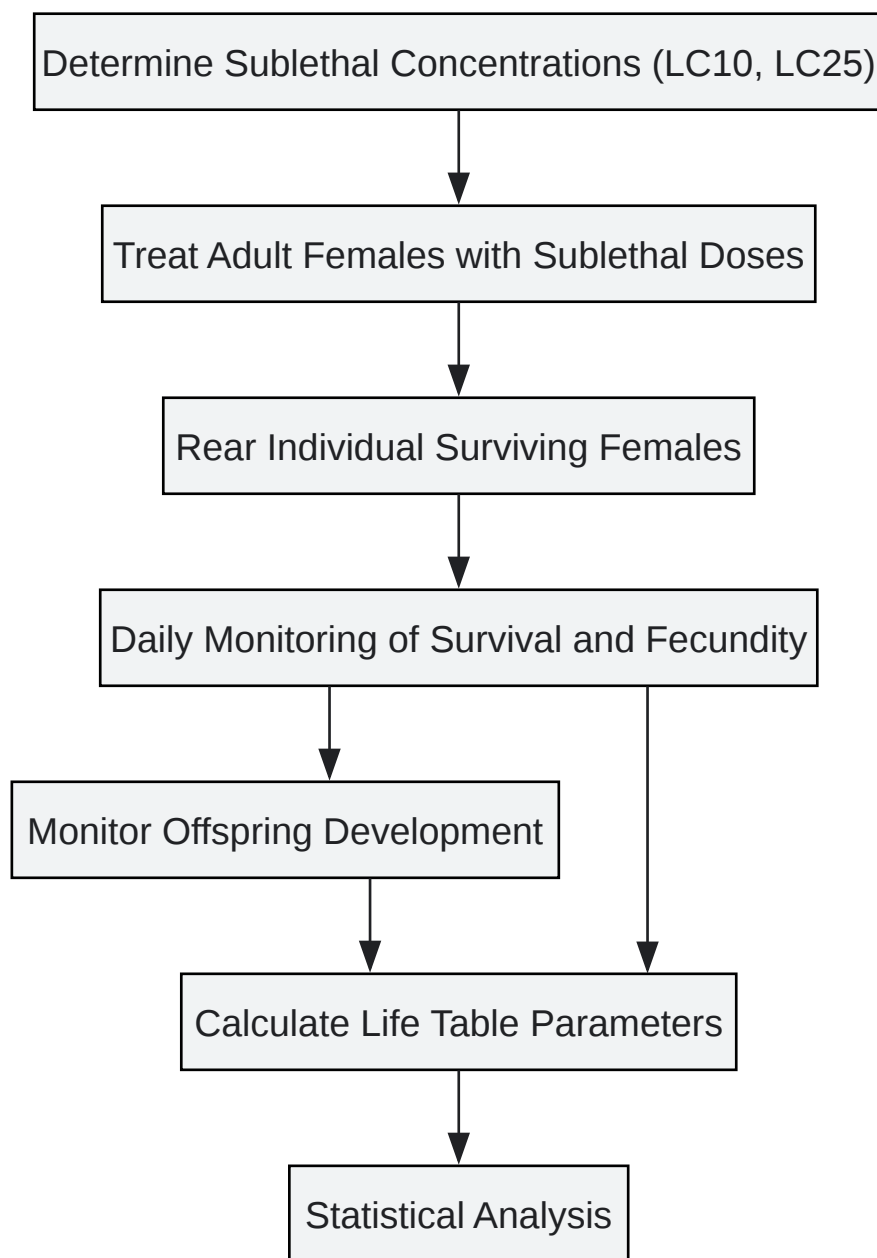 Determine Sublethal Concentrations (LC10, LC25)
Treat Adult Females with Sublethal Doses
Rear Individual Surviving Females
Daily Monitoring of Survival and Fecundity
Monitor Offspring Development
Calculate Life Table Parameters
Statistical Analysis